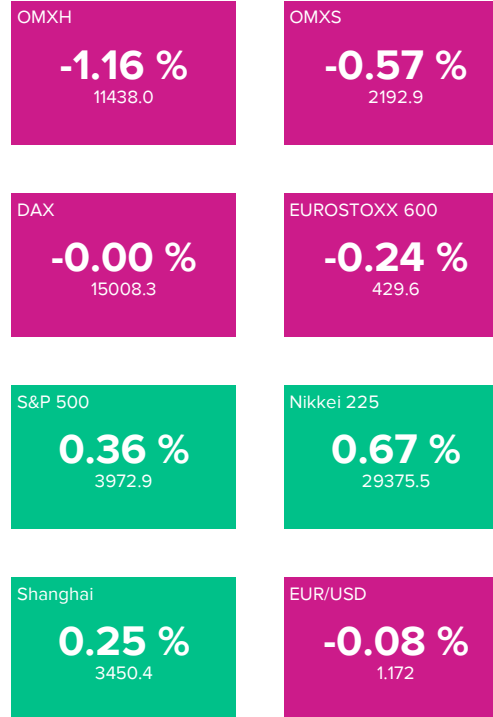 OMXH
-1.16 %
11438.0
OMXS
-0.57 %
2192.9
DAX
-0.00 %
15008.3
EUROSTOXX 600
-0.24 %
429.6
S&P 500
0.36 %
3972.9
Nikkei 225
0.67 %
29375.5
Shanghai
0.25 %
3450.4
EUR/USD
-0.08 %
1.172